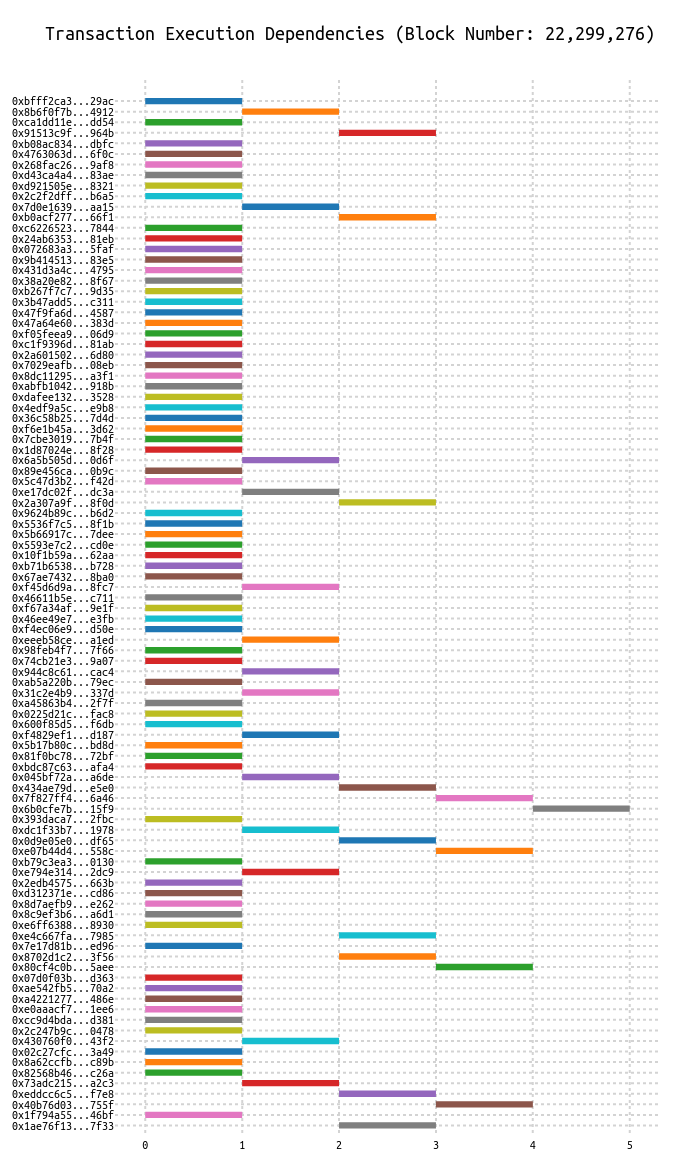 Transaction Execution Dependencies (Block Number: 22,299,276)
0xbfff2ca3...29ac
0x8b6f0f7b...4912
0xca1dd11e...dd54
0x91513c9f...964b
0xb08ac834...dbfc
0x4763063d...6f0c
0x268fac26...9af8
0xd43ca4a4...83ae
0xd921505e...8321
0x2c2f2dff...b6a5
0x7d0e1639...aa15
0xb0acf277...66f1
0xc6226523...7844
0x24ab6353...81eb
0x072683a3...5faf
0x9b414513...83e5
0x431d3a4c...4795
0x38a20e82...8f67
0xb267f7c7...9d35
0x3b47add5...c311
0x47f9fa6d...4587
0x47a64e60...383d
0xf05feea9...06d9
0xc1f9396d...81ab
0x2a601502...6d80
0x7029eafb...08eb
0x8dc11295...a3f1
0xabfb1042...918b
0xdafee132...3528
0x4edf9a5c...e9b8
0x36c58b25...7d4d
0xf6e1b45a...3d62
0x7cbe3019...7b4f
0x1d87024e...8f28
0x6a5b505d...0d6f
0x89e456ca...0b9c
0x5c47d3b2...f42d
0xe17dc02f...dc3a
0x2a307a9f...8f0d
0x9624b89c...b6d2
0x5536f7c5...8f1b
0x5b66917c...7dee
0x5593e7c2...cd0e
0x10f1b59a...62aa
0xb71b6538...b728
0x67ae7432...8ba0
0xf45d6d9a...8fc7
0x46611b5e...c711
0xf67a34af...9e1f
0x46ee49e7...e3fb
0xf4ec06e9...d50e
0xeeeb58ce...a1ed
0x98feb4f7...7f66
0x74cb21e3...9a07
0x944c8c61...cac4
0xab5a220b...79ec
0x31c2e4b9...337d
0xa45863b4...2f7f
0x0225d21c...fac8
0x600f85d5...f6db
0xf4829ef1...d187
0x5b17b80c...bd8d
0x81f0bc78...72bf
0xbdc87c63...afa4
0x045bf72a...a6de
0x434ae79d...e5e0
0x7f827ff4...6a46
0x6b0cfe7b...15f9
0x393daca7...2fbc
0xdc1f33b7...1978
0x0d9e05e0...df65
0xe07b44d4...558c
0xb79c3ea3...0130
0xe794e314...2dc9
0x2edb4575...663b
0xd312371e...cd86
0x8d7aefb9...e262
0x8c9ef3b6...a6d1
0xe6ff6388...8930
0xe4c667fa...7985
0x7e17d81b...ed96
0x8702d1c2...3f56
0x80cf4c0b...5aee
0x07d0f03b...d363
0xae542fb5...70a2
0xa4221277...486e
0xe0aaacf7...1ee6
0xcc9d4bda...d381
0x2c247b9c...0478
0x430760f0...43f2
0x02c27cfc...3a49
0x8a62ccfb...c89b
0x82568b46...c26a
0x73adc215...a2c3
0xeddcc6c5...f7e8
0x40b76d03...755f
0x1f794a55...46bf
0x1ae76f13...7f33
0 1 2 3 4 5